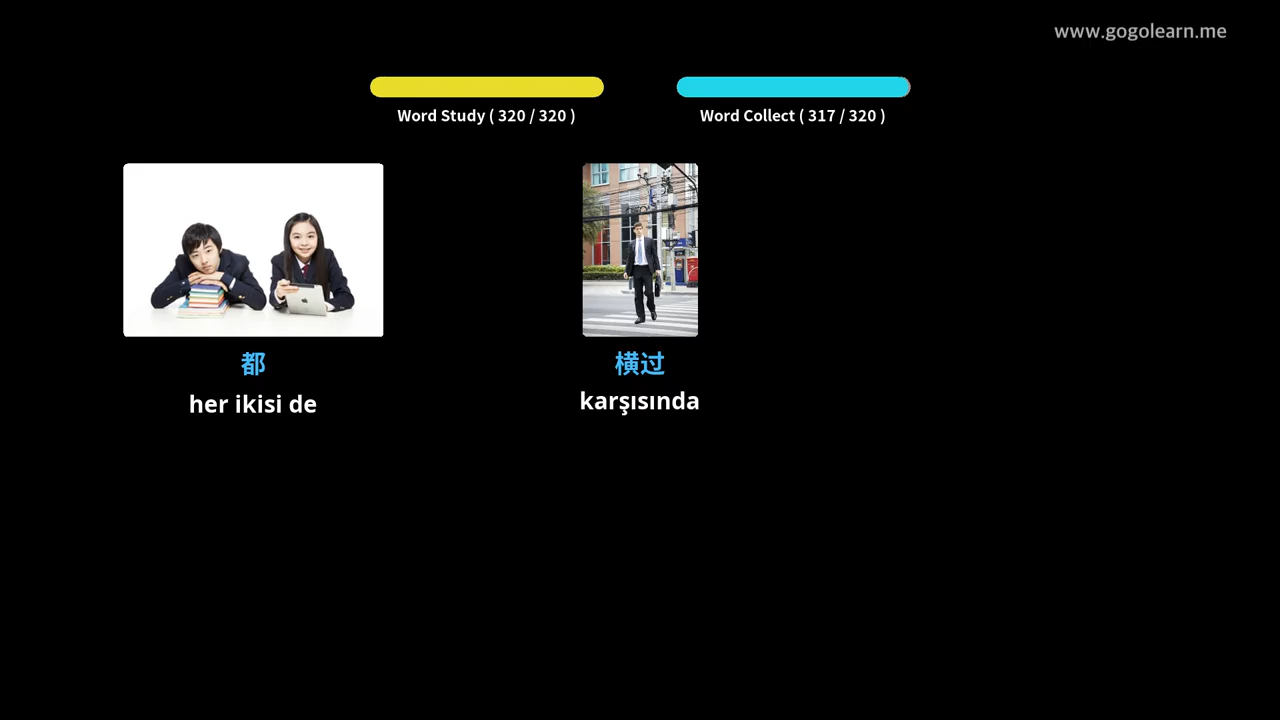 www.gogolearn.me
Word Study ( 320 / 320 )
Word Collect ( 317 / 320 )
都
her ikisi de
横过
karşısında